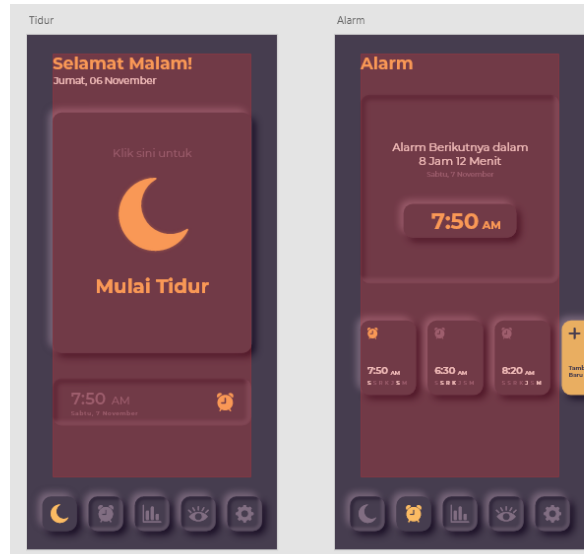 Tidur
Selamat Malam!
Jumat, 06 November
Klik sini untuk
Mulai Tidur
7:50 AM
Sabtu, 7 November
Alarm
Alarm
Alarm Berikutnya dalam
8 Jam 12 Menit
Sabtu, 7 November
7:50 AM
7:50 AM
S S R K J S M
6:30 AM
J S R K J S M
8:20 AM
S S R K J S M
Tamb
Baru